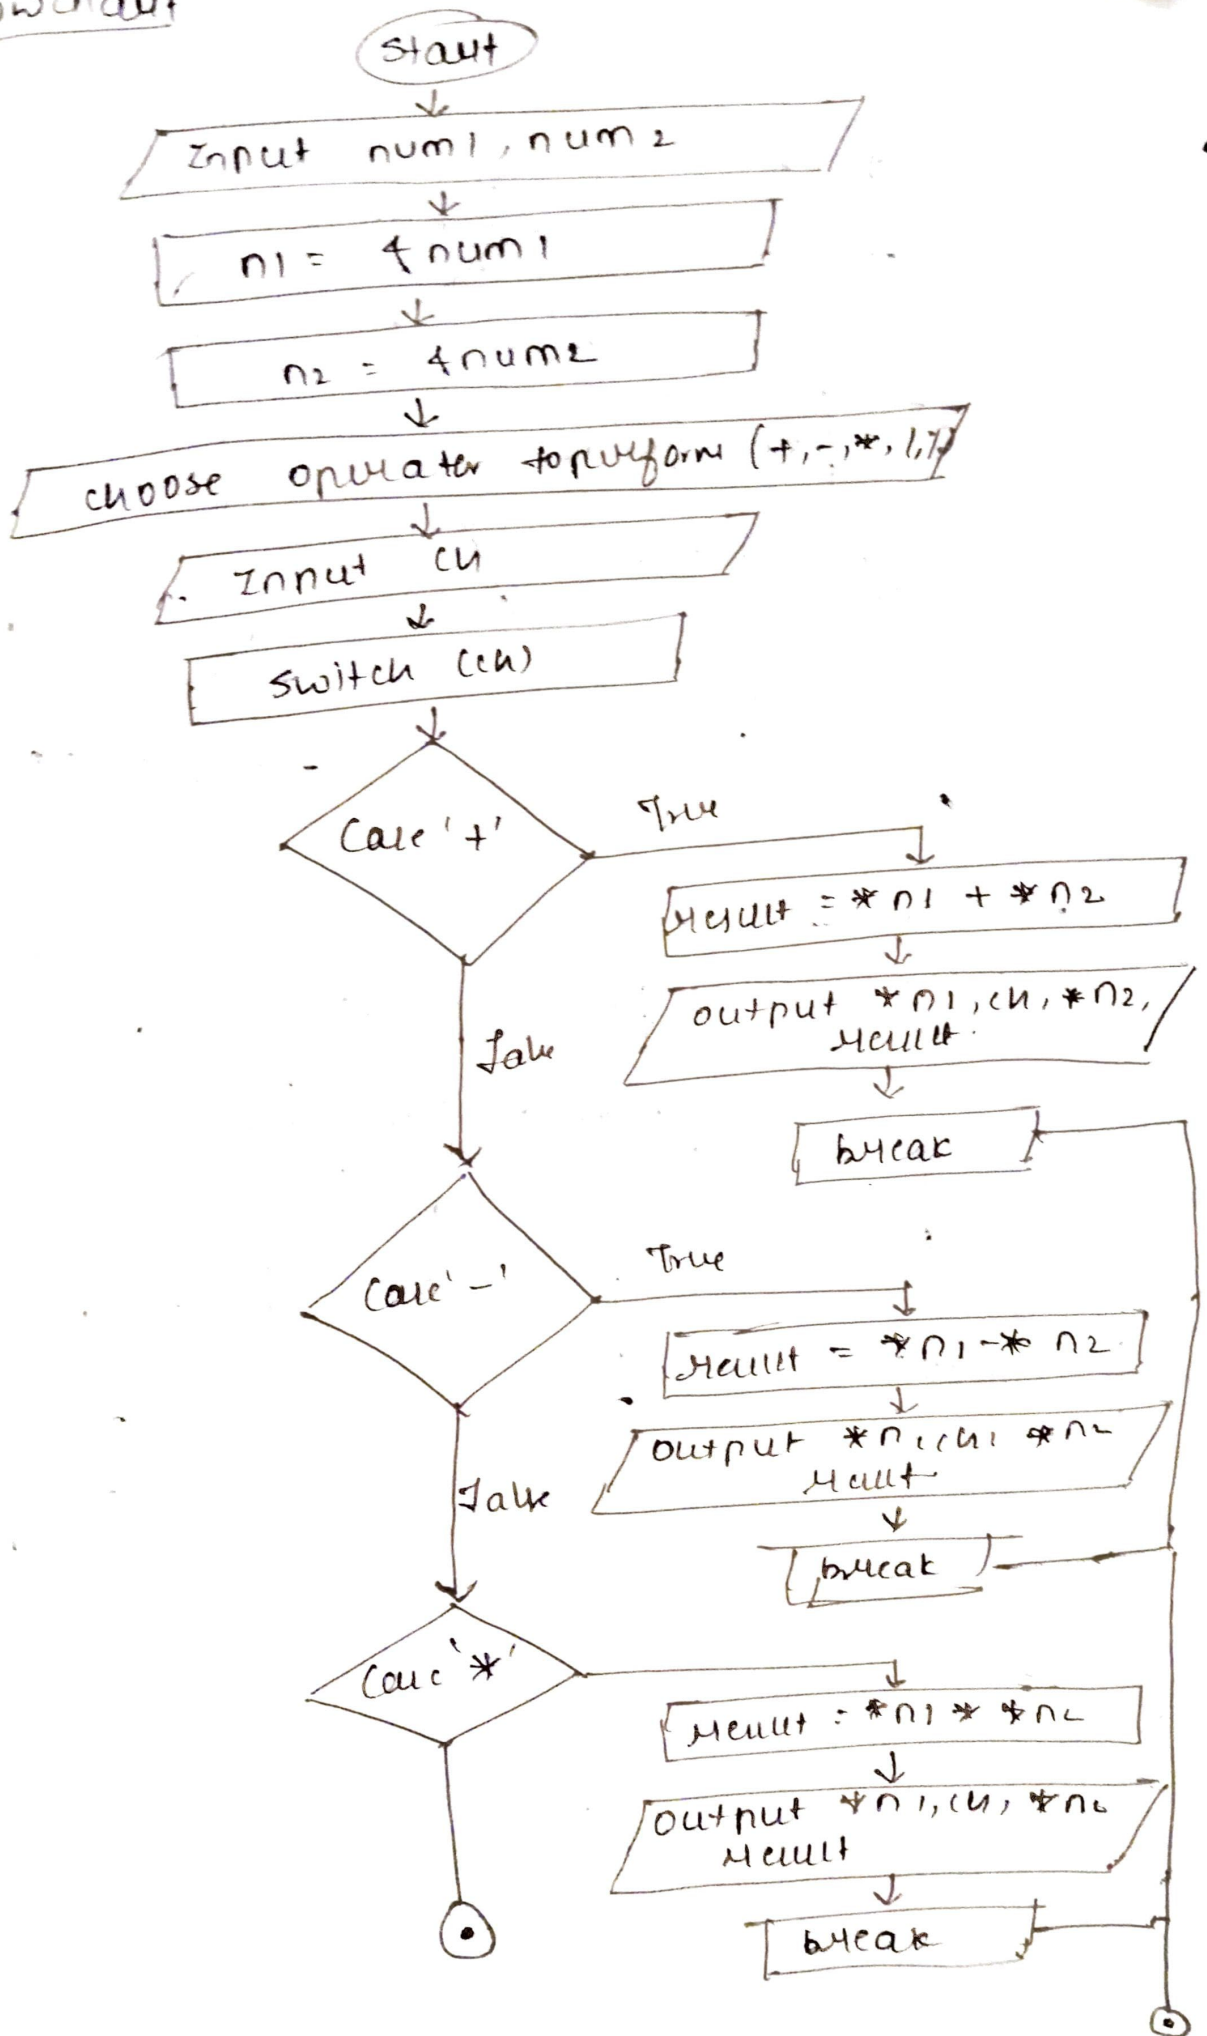 Start
Input num1, num2
n1 = &num1
n2 = &num2
choose operater to perform (+,-,*,/,%)
Input ch
switch (ch)
Case '+'
True
result = *n1 + *n2
output *n1, ch, *n2,
result.
break
False
Case '-'
True
result = *n1 - * n2
output *n1, ch, *n2
result
break
False
Case '*'
result = *n1 * *n2
output *n1, ch, *n2
result
break